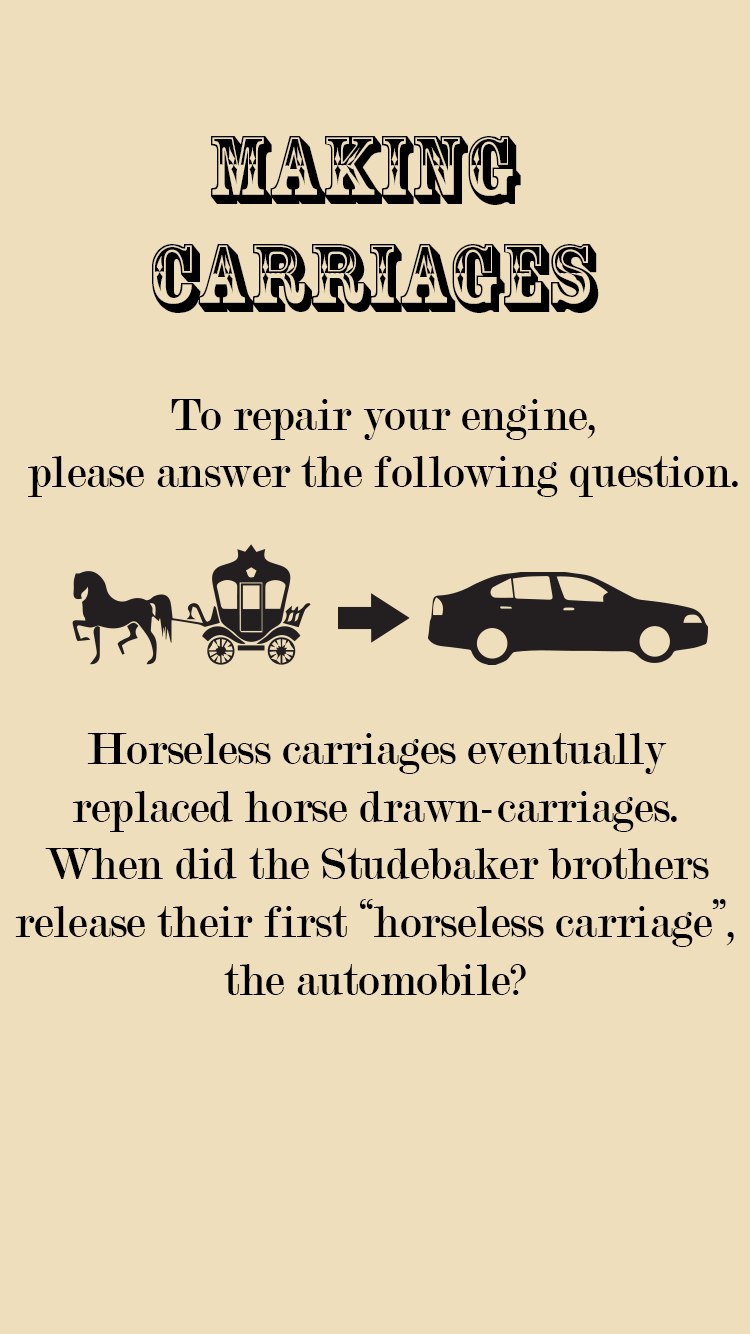 MAKING
CARRIAGES
To repair your engine,
please answer the following question.
Horseless carriages eventually
replaced horse drawn-carriages.
When did the Studebaker brothers
release their first “horseless carriage”,
the automobile?